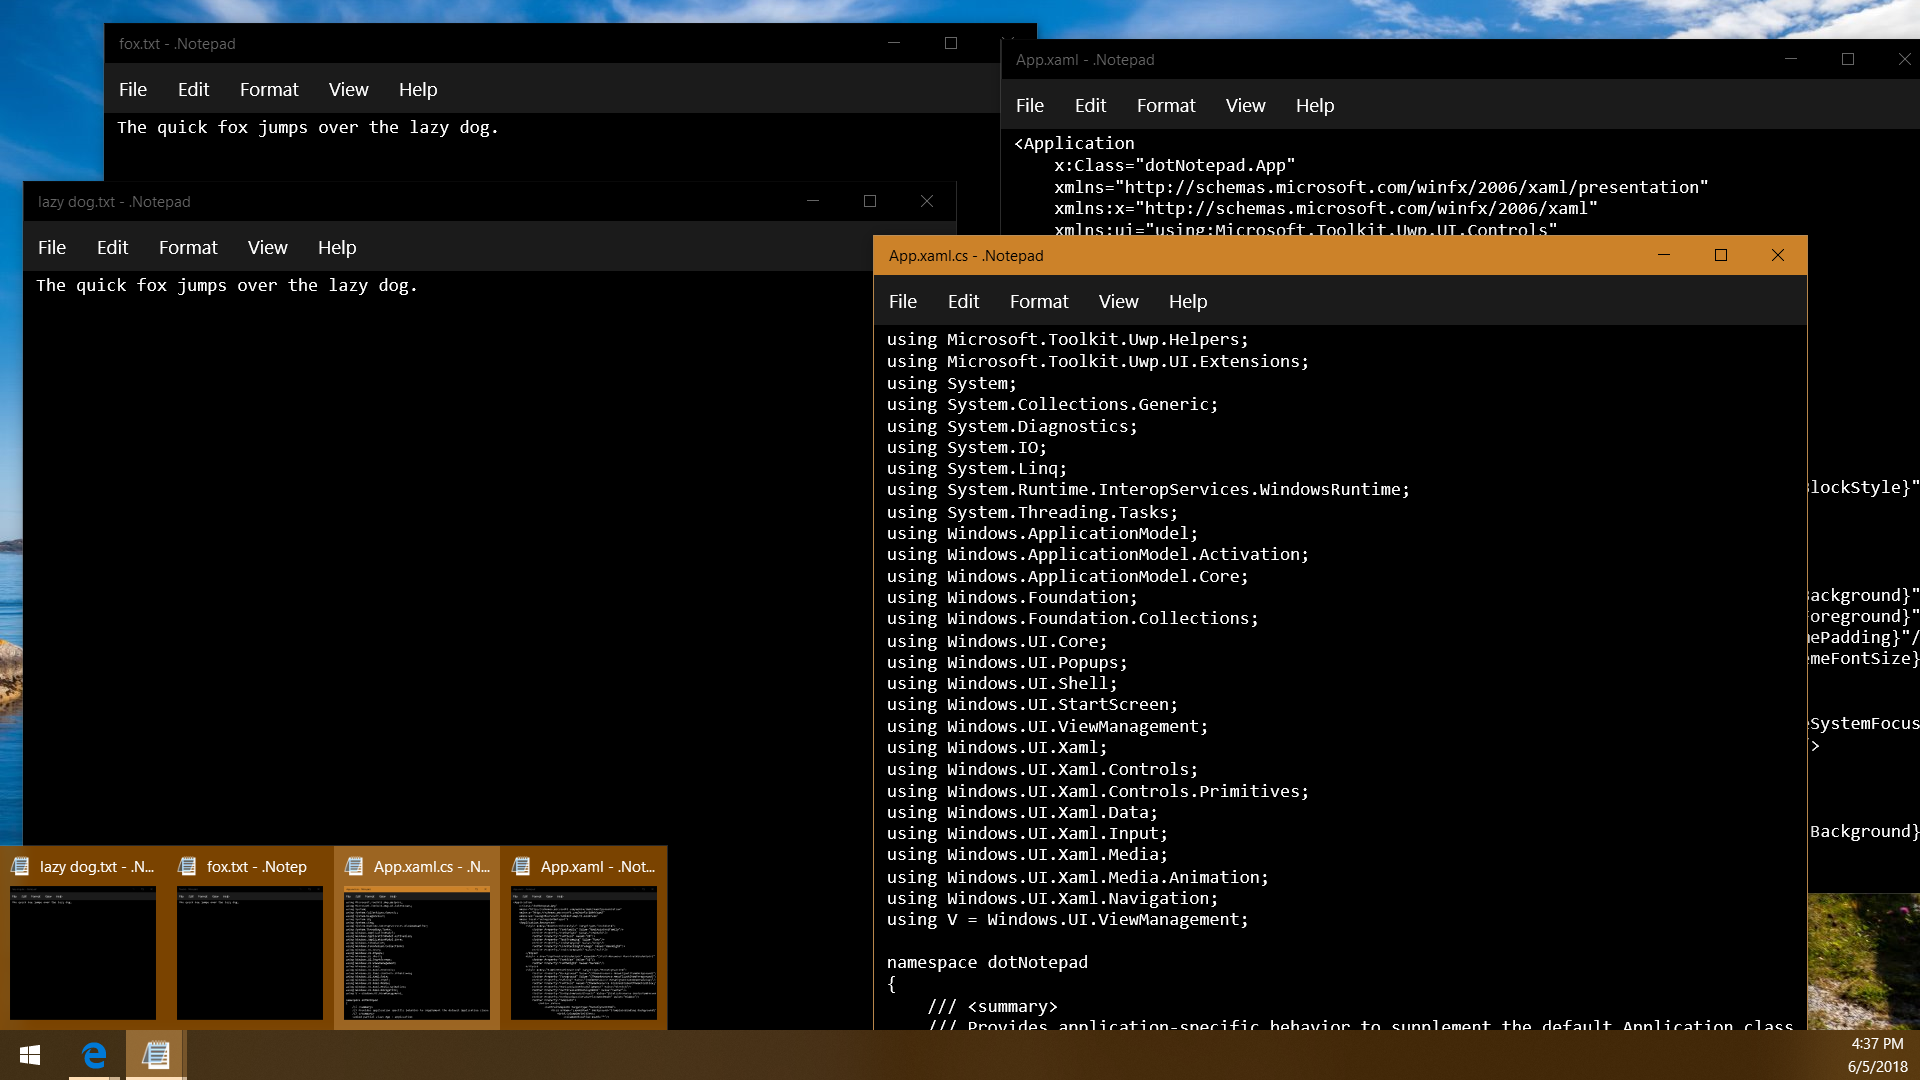 fox.txt - .Notepad
File Edit Format View Help
The quick fox jumps over the lazy dog.
App.xaml - .Notepad
File Edit Format View Help
<Application
x:Class="dotNotepad.App"
xmlns="http://schemas.microsoft.com/winfx/2006/xaml/presentation"
xmlns:x="http://schemas.microsoft.com/winfx/2006/xaml"
xmlns:ui="using:Microsoft.Toolkit.Uwp.UI.Controls"
lockStyle}"
Background}"
oreground}"
mePadding}"/
emeFontSize}
eSystemFocus
>
Background}
lazy dog.txt - .Notepad
File Edit Format View Help
The quick fox jumps over the lazy dog.
App.xaml.cs - .Notepad
File Edit Format View Help
using Microsoft.Toolkit.Uwp.Helpers;
using Microsoft.Toolkit.Uwp.UI.Extensions;
using System;
using System.Collections.Generic;
using System.Diagnostics;
using System.IO;
using System.Linq;
using System.Runtime.InteropServices.WindowsRuntime;
using System.Threading.Tasks;
using Windows.ApplicationModel;
using Windows.ApplicationModel.Activation;
using Windows.ApplicationModel.Core;
using Windows.Foundation;
using Windows.Foundation.Collections;
using Windows.UI.Core;
using Windows.UI.Popups;
using Windows.UI.Shell;
using Windows.UI.StartScreen;
using Windows.UI.ViewManagement;
using Windows.UI.Xaml;
using Windows.UI.Xaml.Controls;
using Windows.UI.Xaml.Controls.Primitives;
using Windows.UI.Xaml.Data;
using Windows.UI.Xaml.Input;
using Windows.UI.Xaml.Media;
using Windows.UI.Xaml.Media.Animation;
using Windows.UI.Xaml.Navigation;
using V = Windows.UI.ViewManagement;
namespace dotNotepad
{
/// <summary>
/// Provides application-specific behavior to supplement the default Application class
lazy dog.txt - .N...
fox.txt - .Notep
App.xaml.cs - .N...
App.xaml - .Not...
4:37 PM
6/5/2018